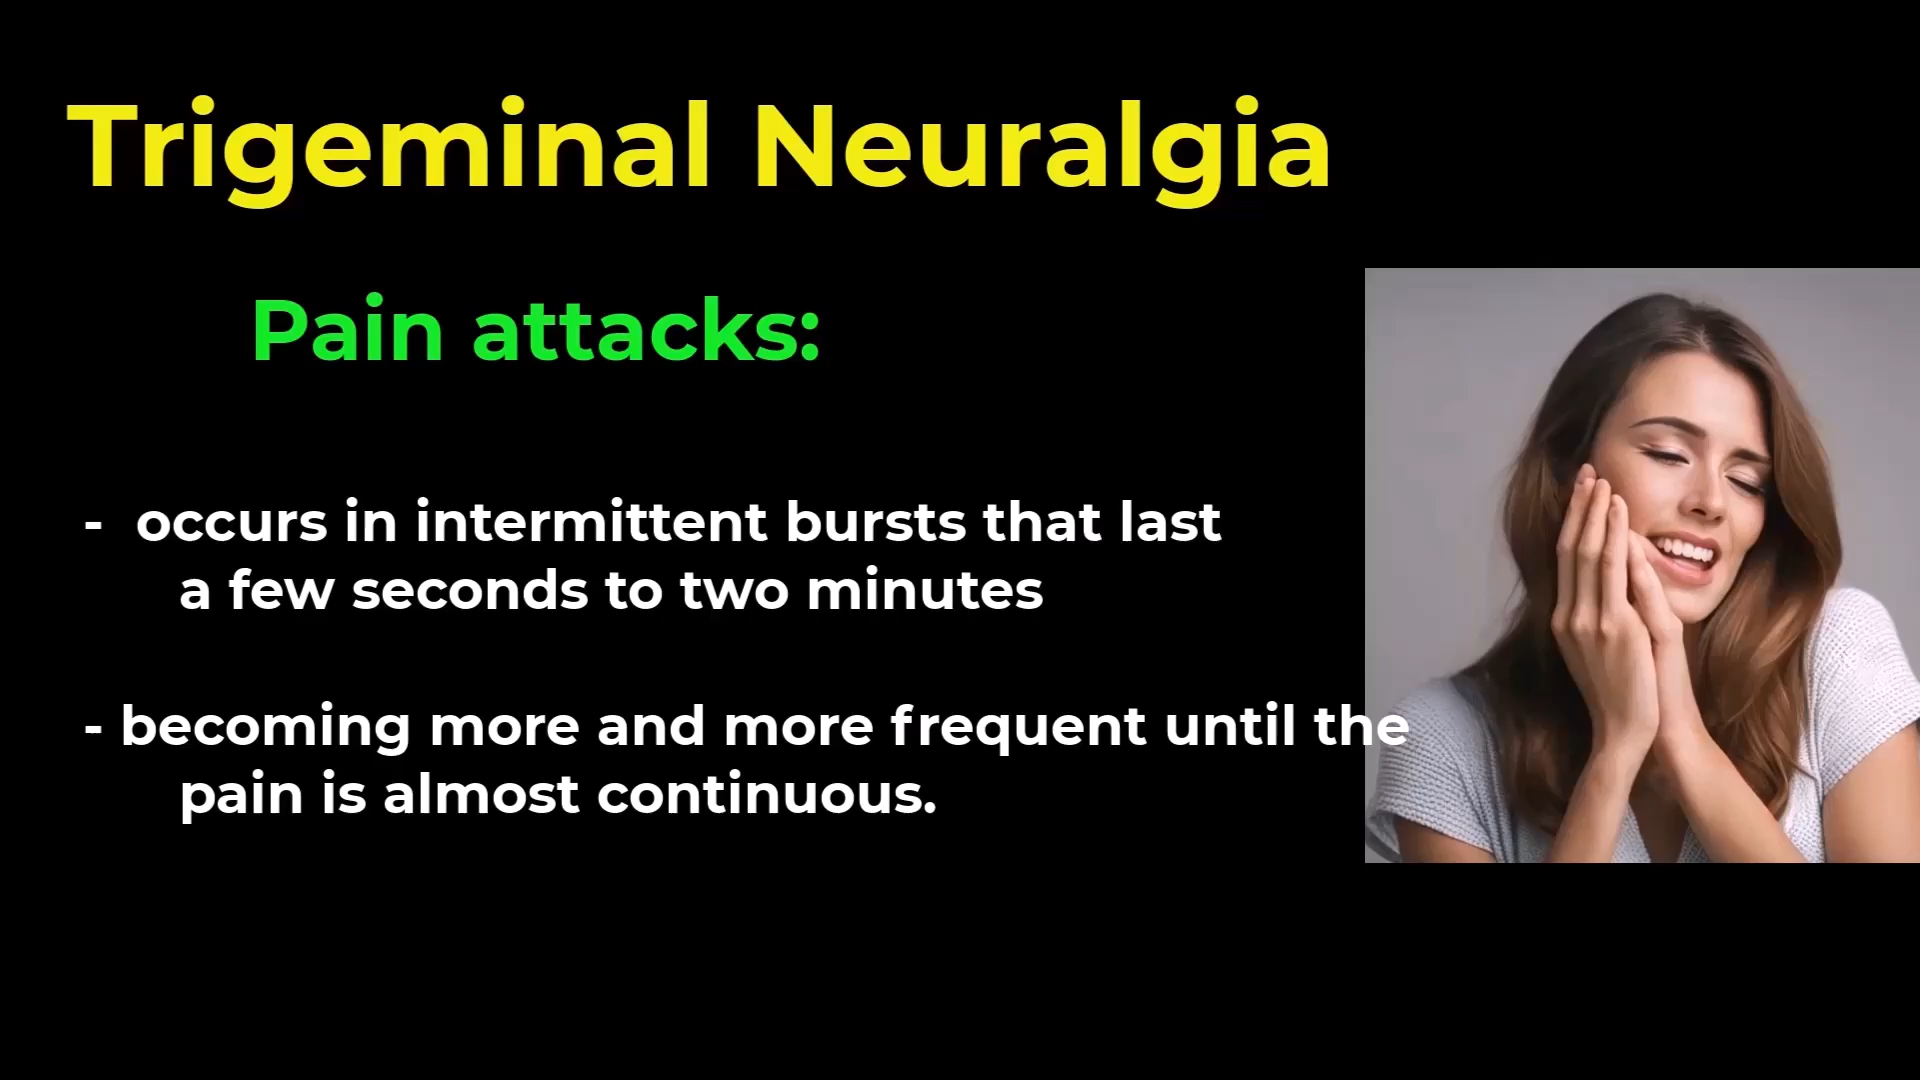 Trigeminal Neuralgia
Pain attacks:
- occurs in intermittent bursts that last
a few seconds to two minutes
- becoming more and more frequent until the
pain is almost continuous.